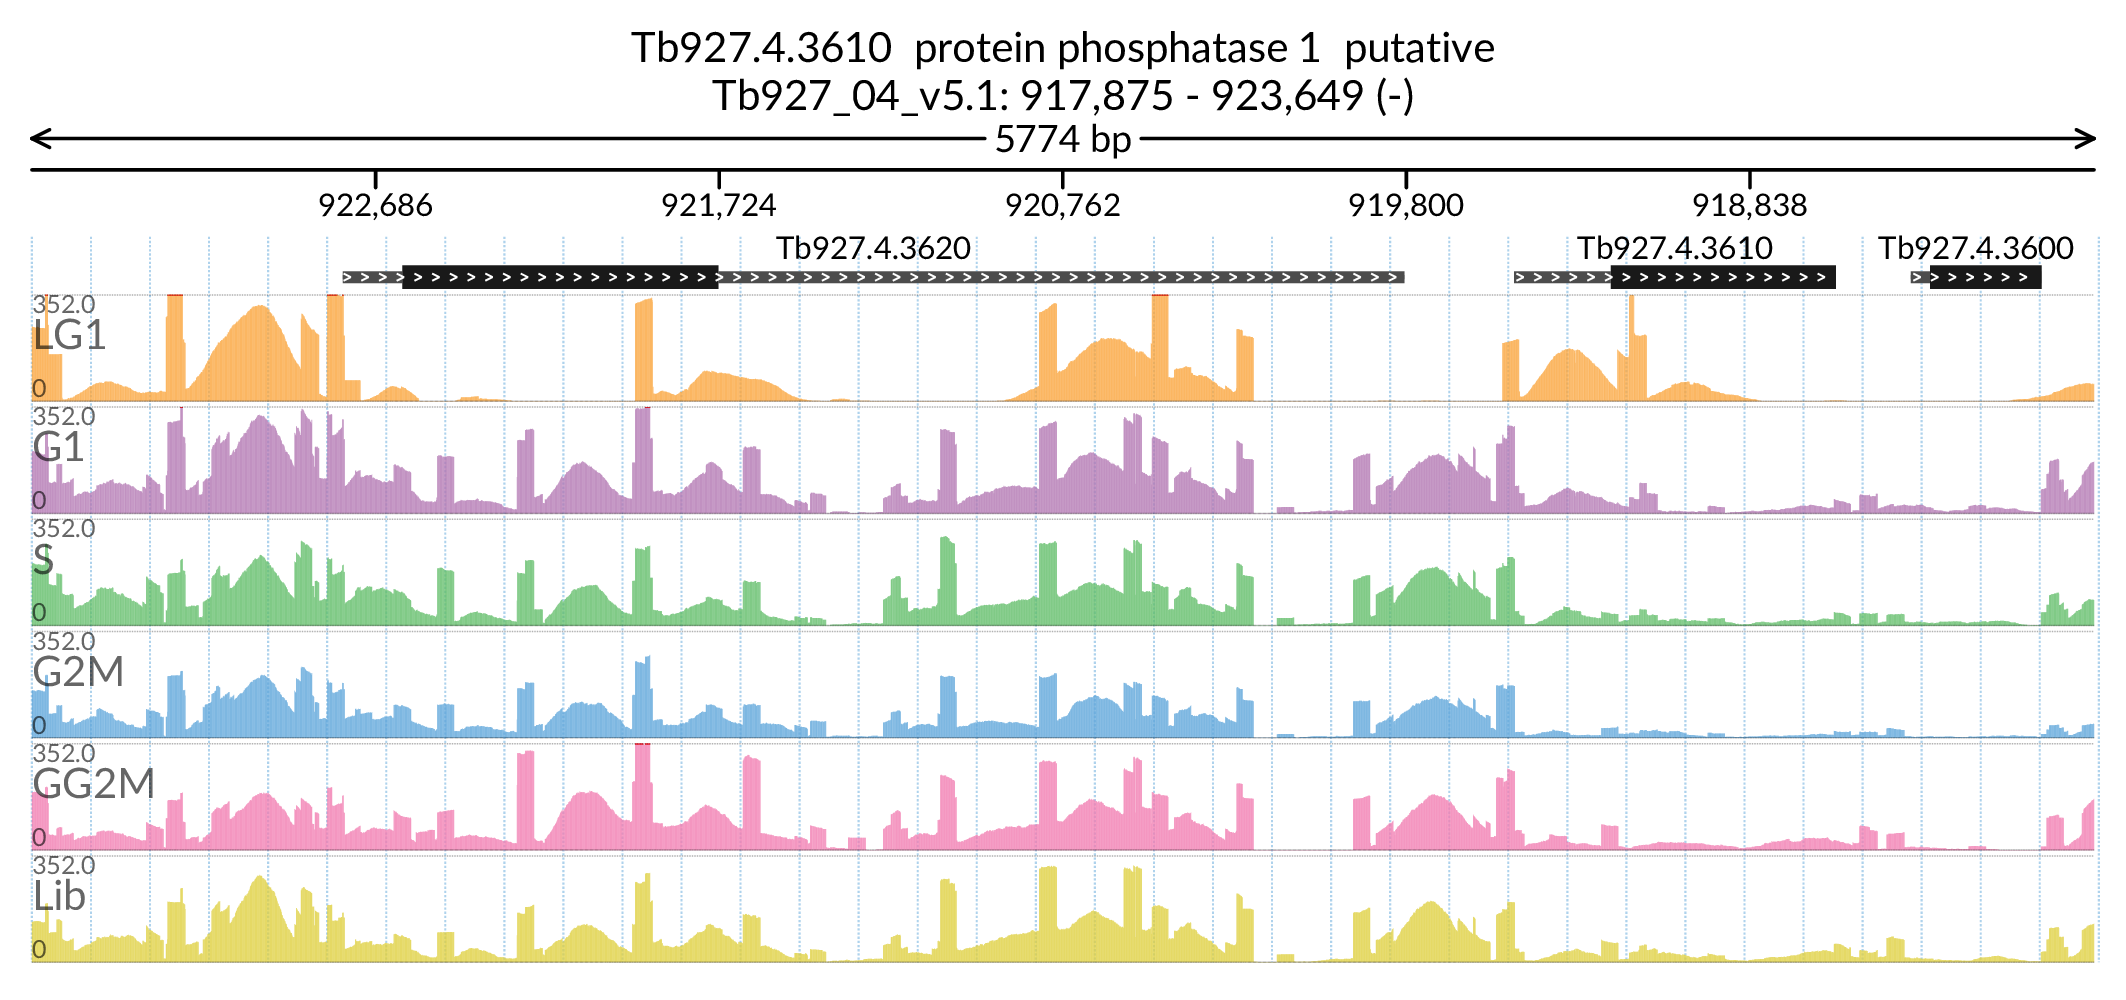 Tb927.4.3610 protein phosphatase 1 putative
Tb927_04_v5.1: 917,875 - 923,649 (-)
5774 bp
922,686 921,724 920,762 919,800 918,838
Tb927.4.3620 Tb927.4.3610 Tb927.4.3600
352.0
LG1
0
352.0
G1
0
352.0
S
0
352.0
G2M
0
352.0
GG2M
0
352.0
Lib
0